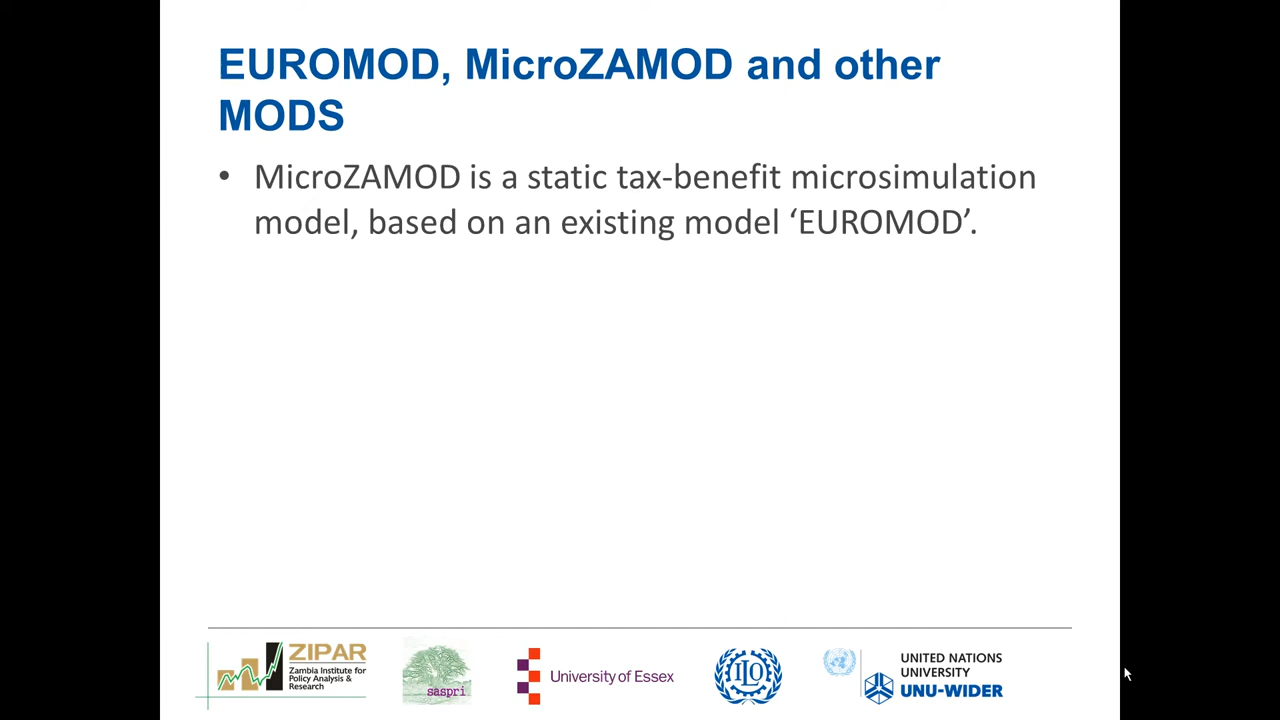 EUROMOD, MicroZAMOD and other
MODS
• MicroZAMOD is a static tax-benefit microsimulation
model, based on an existing model ‘EUROMOD’.
ZIPAR
Zambia Institute for
Policy Analysis &
Research
saspri
University of Essex
ILO
UNITED NATIONS
UNIVERSITY
UNU-WIDER